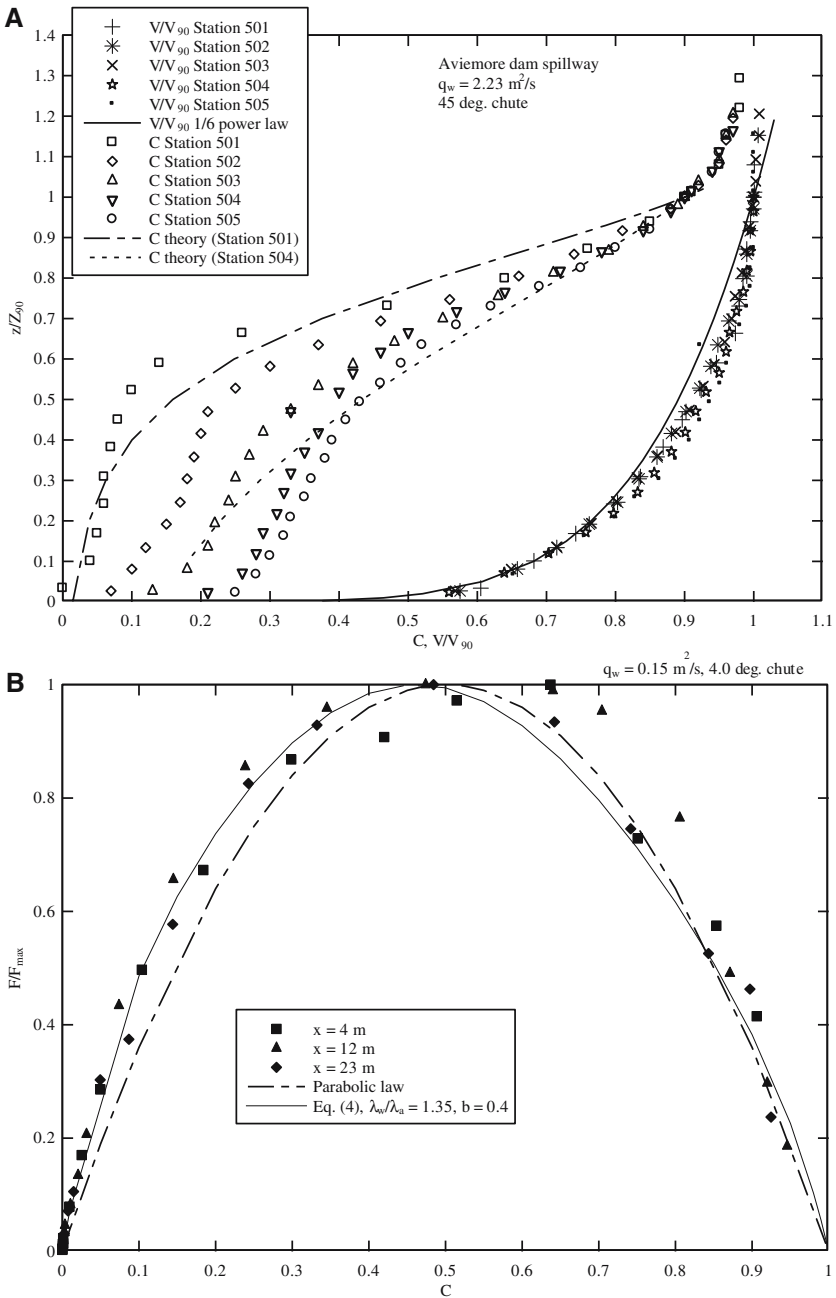 A
V/V90 Station 501
V/V90 Station 502
V/V90 Station 503
V/V90 Station 504
V/V90 Station 505
V/V90 1/6 power law
C Station 501
C Station 502
C Station 503
C Station 504
C Station 505
C theory (Station 501)
C theory (Station 504)
Aviemore dam spillway
qw = 2.23 m²/s
45 deg. chute
1.4
1.3
1.2
1.1
1
0.9
0.8
0.7
0.6
0.5
0.4
0.3
0.2
0.1
0
z/Z90
0 0.1 0.2 0.3 0.4 0.5 0.6 0.7 0.8 0.9 1 1.1
C, V/V90
B
qw = 0.15 m²/s, 4.0 deg. chute
1
0.8
0.6
0.4
0.2
0
F/Fmax
x = 4 m
x = 12 m
x = 23 m
Parabolic law
Eq. (4), λw/λa = 1.35, b = 0.4
0 0.1 0.2 0.3 0.4 0.5 0.6 0.7 0.8 0.9 1
C